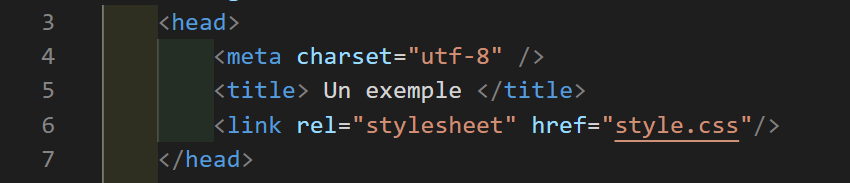 3 <head>
4 <meta charset="utf-8" />
5 <title> Un exemple </title>
6 <link rel="stylesheet" href="style.css"/>
7 </head>